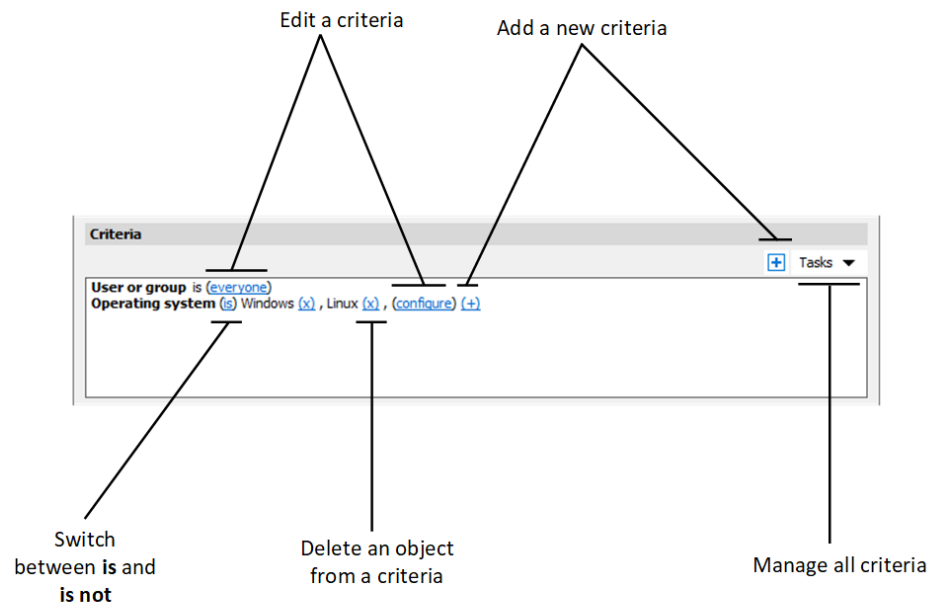 Edit a criteria
Add a new criteria
Criteria
Tasks
User or group is (everyone)
Operating system (is) Windows (x) , Linux (x) , (configure) (+)
Switch
between is and
is not
Delete an object
from a criteria
Manage all criteria